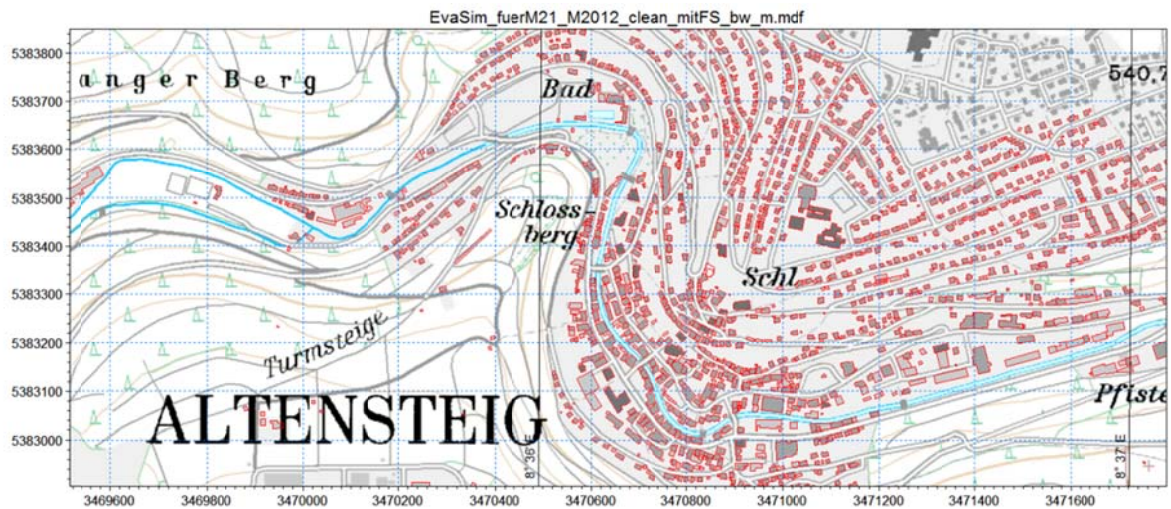 EvaSim_fuerM21_M2012_clean_mitFS_bw_m.mdf
5383800
5383700
5383600
5383500
5383400
5383300
5383200
5383100
5383000
anger Berg
Bad
540,7
Schloss-
berg
Schl
Turmsteige
ALTENSTEIG
Pfiste
8° 36' E
8° 37' E
3469600
3469800
3470000
3470200
3470400
3470600
3470800
3471000
3471200
3471400
3471600